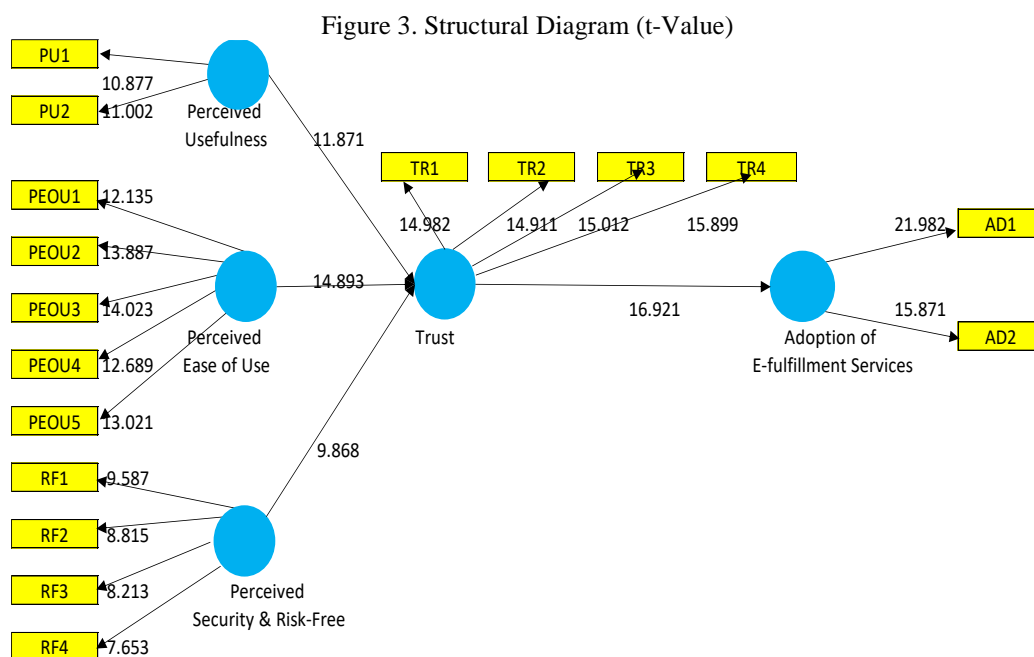 Figure 3. Structural Diagram (t-Value)
PU1
10.877
PU2
11.002
Perceived
Usefulness
11.871
TR1
TR2
TR3
TR4
14.982
14.911
15.012
15.899
PEOU1
12.135
PEOU2
13.887
PEOU3
14.023
PEOU4
12.689
PEOU5
13.021
Perceived
Ease of Use
14.893
Trust
16.921
21.982
AD1
15.871
AD2
Adoption of
E-fulfillment Services
9.868
RF1
9.587
RF2
8.815
RF3
8.213
RF4
7.653
Perceived
Security & Risk-Free